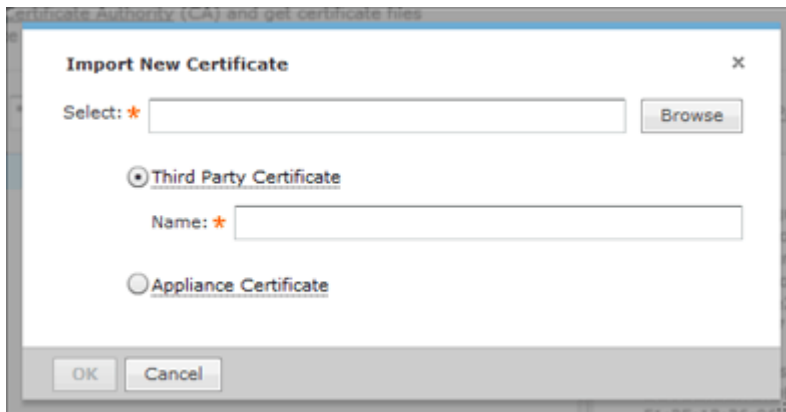 Certificate Authority (CA) and get certificate files
Import New Certificate
Select: *
Browse
Third Party Certificate
Name: *
Appliance Certificate
OK
Cancel